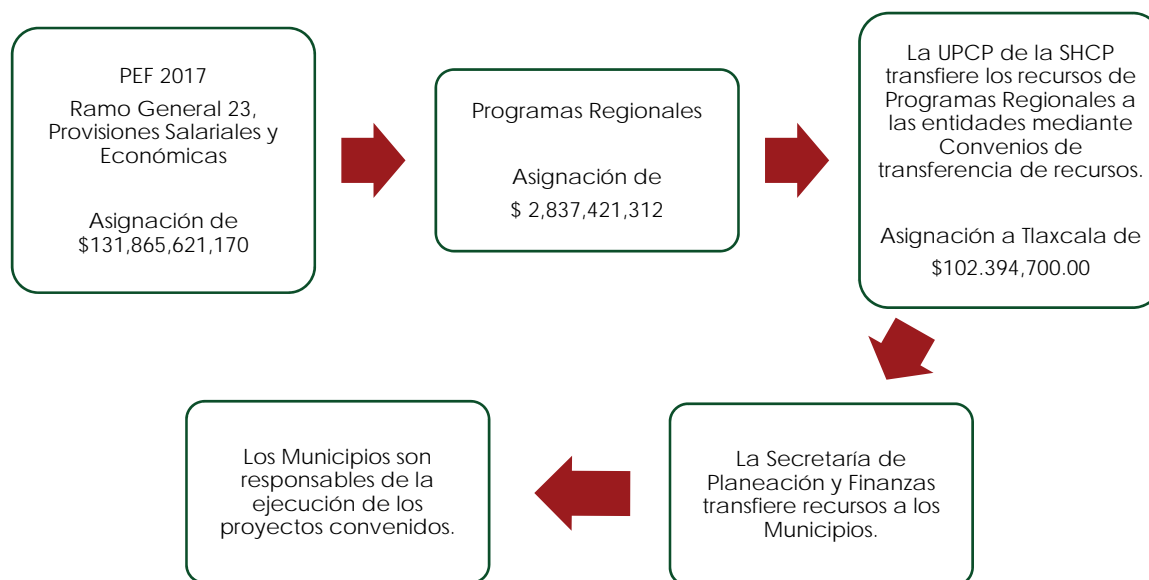 PEF 2017
Ramo General 23,
Provisiones Salariales y
Económicas
Asignación de
$131,865,621,170
Programas Regionales
Asignación de
$ 2,837,421,312
La UPCP de la SHCP
transfiere los recursos de
Programas Regionales a
las entidades mediante
Convenios de
transferencia de recursos.
Asignación a Tlaxcala de
$102.394,700.00
La Secretaría de
Planeación y Finanzas
transfiere recursos a los
Municipios.
Los Municipios son
responsables de la
ejecución de los
proyectos convenidos.